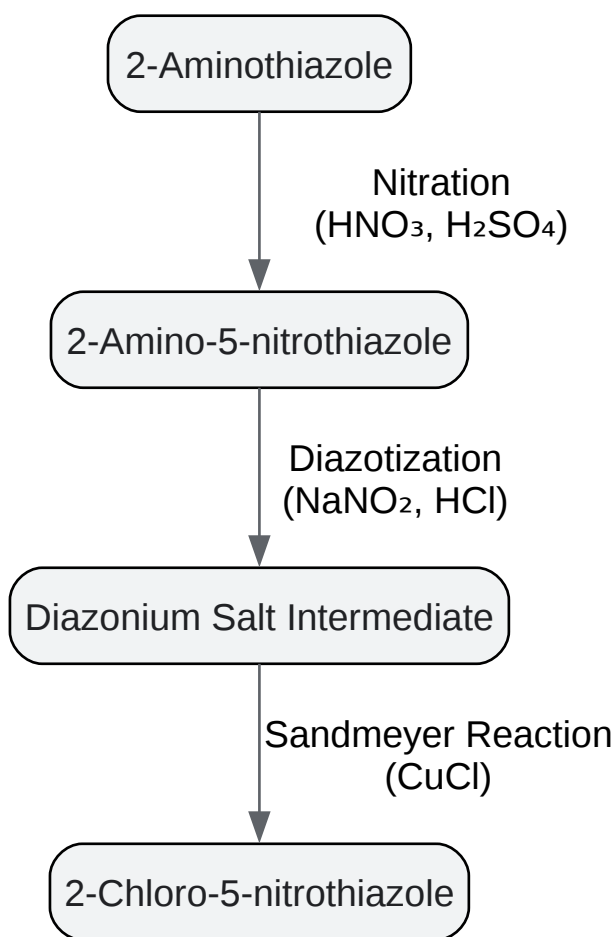 2-Aminothiazole
Nitration
(HNO₃, H₂SO₄)
2-Amino-5-nitrothiazole
Diazotization
(NaNO₂, HCl)
Diazonium Salt Intermediate
Sandmeyer Reaction
(CuCl)
2-Chloro-5-nitrothiazole